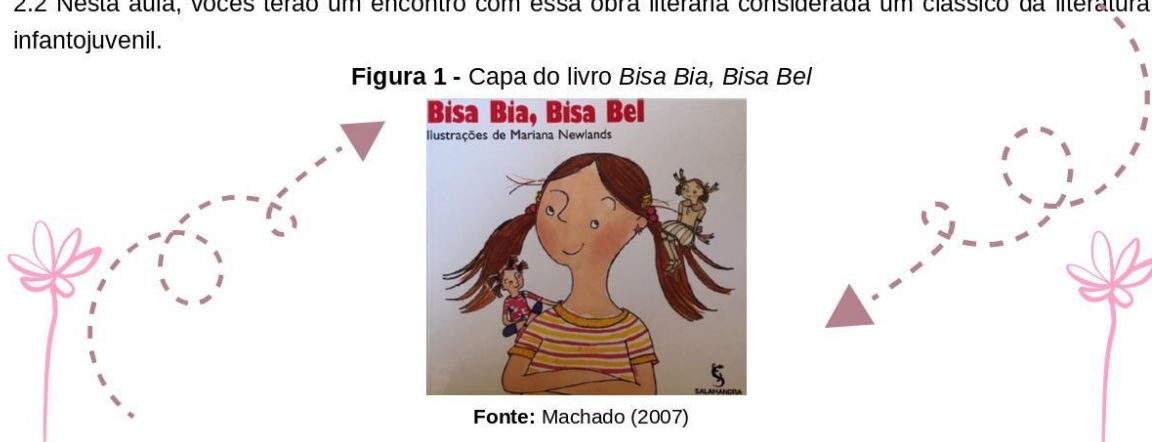 2.2 Nesta aula, vocês terão um encontro com essa obra literária considerada um clássico da literatura
infantojuvenil.
Figura 1 - Capa do livro Bisa Bia, Bisa Bel
Bisa Bia, Bisa Bel
Ilustrações de Mariana Newlands
SALAMANDRA
Fonte: Machado (2007)